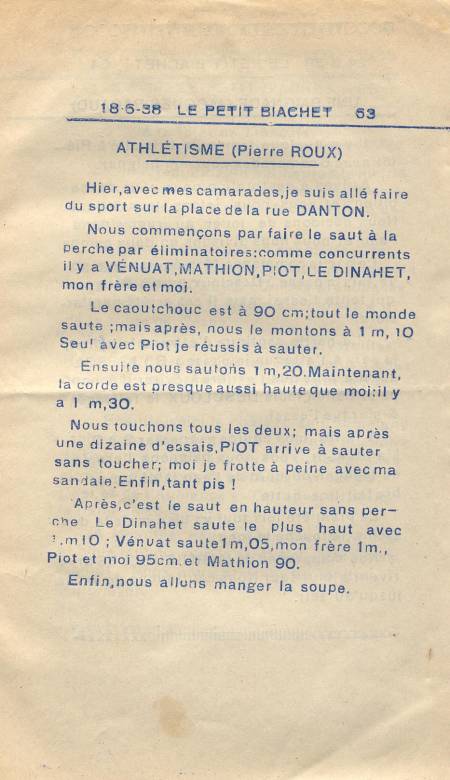 18-6-38 LE PETIT BIACHET 63
ATHLÉTISME (Pierre ROUX)
Hier,avec mes camarades,je suis allé faire
du sport sur la place de la rue DANTON.
Nous commençons par faire le saut à la
perche par éliminatoires:comme concurrents
il y a VÉNUAT,MATHION,PIOT,LE DINAHET,
mon frère et moi.
Le caoutchouc est à 90 cm;tout le monde
saute ;mais après, nous le montons à 1 m, 10
Seul avec Piot je réussis à sauter.
Ensuite nous sautons 1m,20.Maintenant,
la corde est presque aussi haute que moi:il y
a 1 m,30.
Nous touchons tous les deux; mais après
une dizaine d'essais,PIOT arrive à sauter
sans toucher; moi je frotte à peine avec ma
sandale.Enfin,tant pis !
Après,c'est le saut en hauteur sans per-
che Le Dinahet saute le plus haut avec
1,m10 ; Vénuat saute 1m,05,mon frère 1m.,
Piot et moi 95cm.et Mathion 90.
Enfin,nous allons manger la soupe.